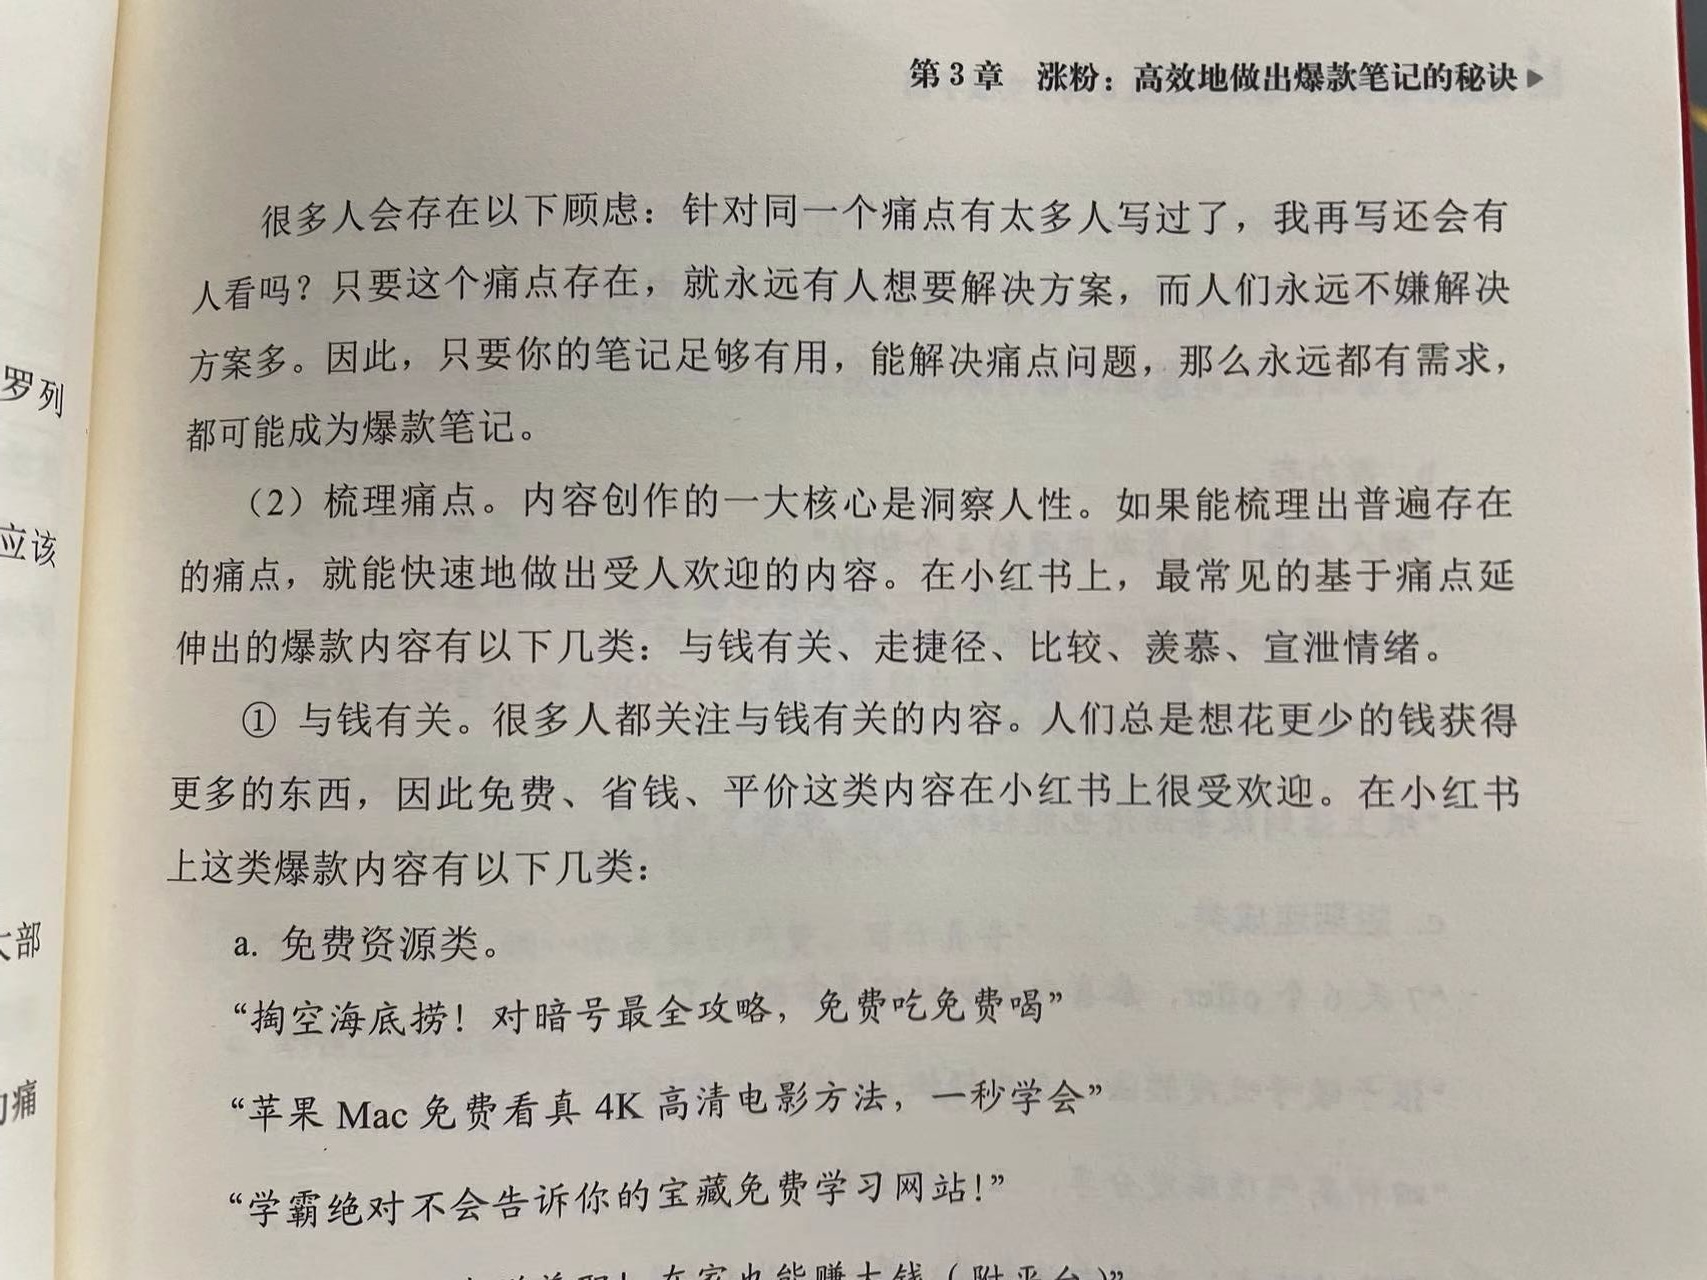 第3章 涨粉：高效地做出爆款笔记的秘诀
很多人会存在以下顾虑：针对同一个痛点有太多人写过了，我再写还会有
人看吗？只要这个痛点存在，就永远有人想要解决方案，而人们永远不嫌解决
方案多。因此，只要你的笔记足够有用，能解决痛点问题，那么永远都有需求，
都可能成为爆款笔记。
（2）梳理痛点。内容创作的一大核心是洞察人性。如果能梳理出普遍存在
的痛点，就能快速地做出受人欢迎的内容。在小红书上，最常见的基于痛点延
伸出的爆款内容有以下几类：与钱有关、走捷径、比较、羡慕、宣泄情绪。
① 与钱有关。很多人都关注与钱有关的内容。人们总是想花更少的钱获得
更多的东西，因此免费、省钱、平价这类内容在小红书上很受欢迎。在小红书
上这类爆款内容有以下几类：
a. 免费资源类。
“掏空海底捞！对暗号最全攻略，免费吃免费喝”
“苹果 Mac 免费看真 4K 高清电影方法，一秒学会”
“学霸绝对不会告诉你的宝藏免费学习网站！”
在家也能赚大钱（附平台）”
罗列
应该
部
痛